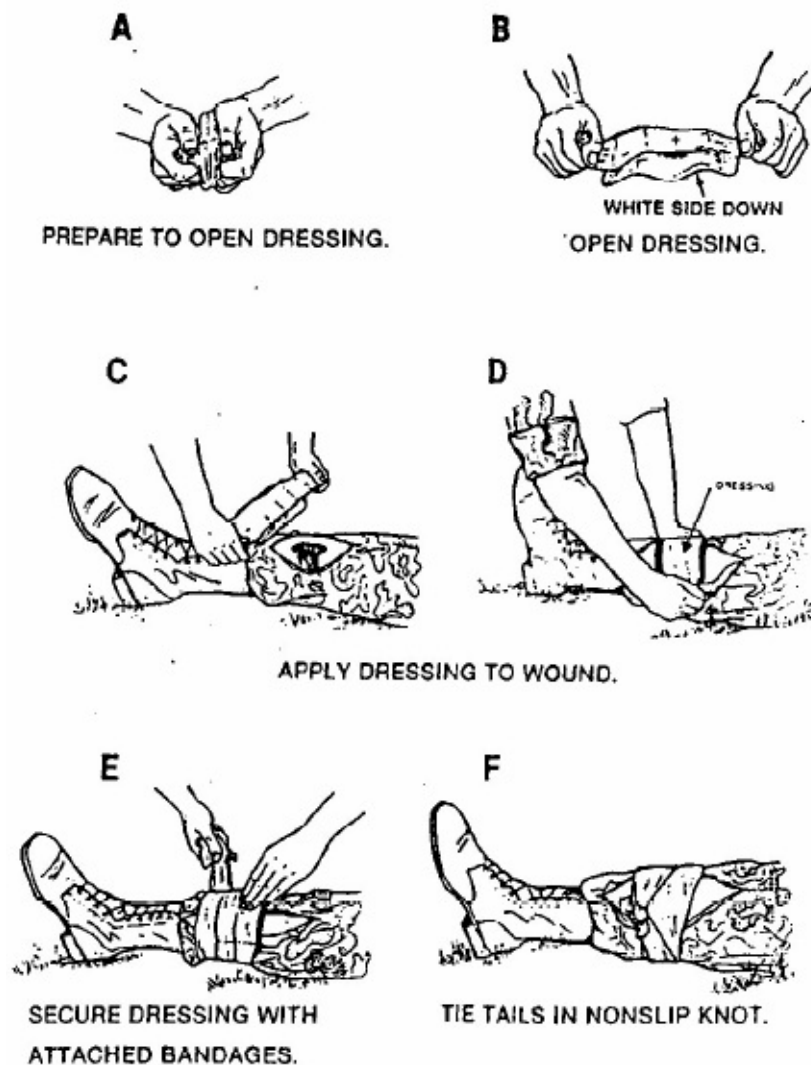 A
B
PREPARE TO OPEN DRESSING.
WHITE SIDE DOWN
OPEN DRESSING.
C
D
DRESSING
APPLY DRESSING TO WOUND.
E
F
SECURE DRESSING WITH
ATTACHED BANDAGES.
TIE TAILS IN NONSLIP KNOT.